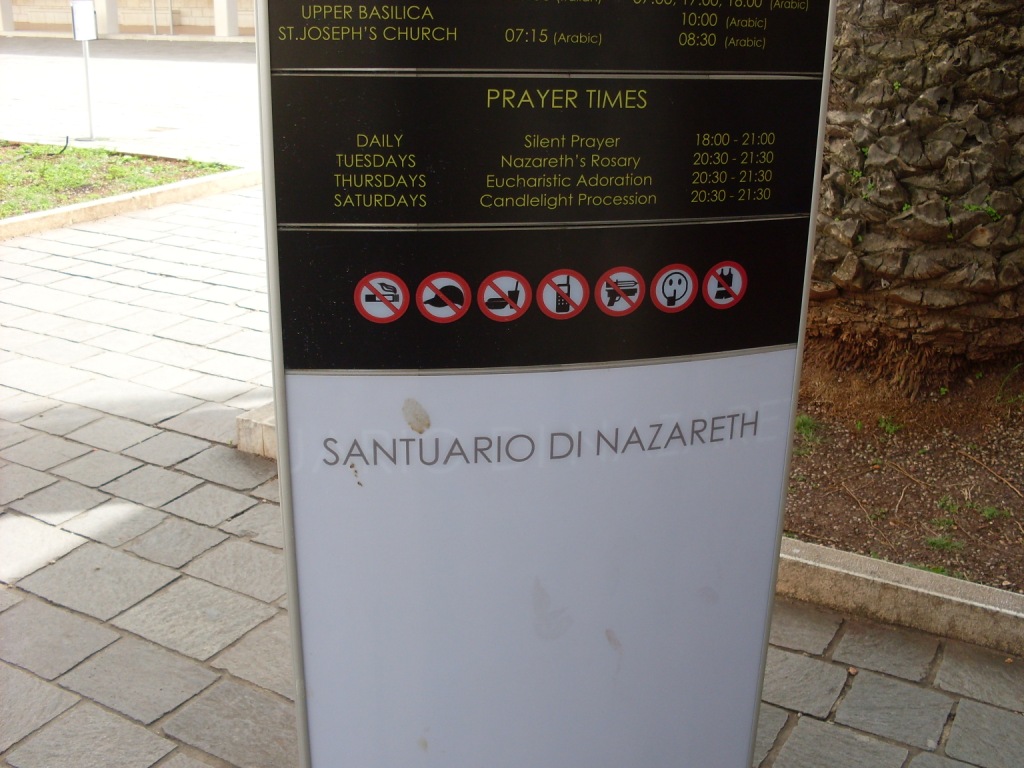 UPPER BASILICA 10:00 (Arabic)
ST.JOSEPH'S CHURCH 07:15 (Arabic) 08:30 (Arabic)
PRAYER TIMES
DAILY Silent Prayer 18:00 - 21:00
TUESDAYS Nazareth's Rosary 20:30 - 21:30
THURSDAYS Eucharistic Adoration 20:30 - 21:30
SATURDAYS Candlelight Procession 20:30 - 21:30
SANTUARIO DI NAZARETH